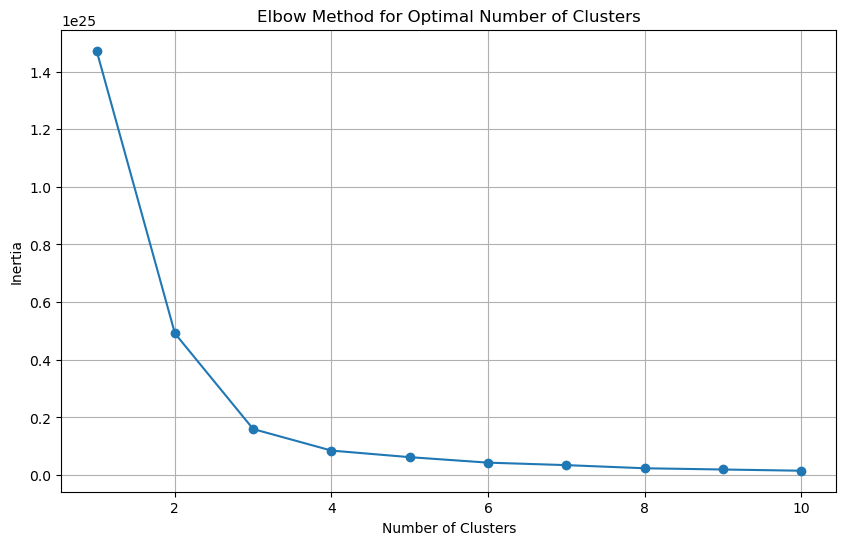 Elbow Method for Optimal Number of Clusters
1e25
1.4
1.2
1.0
0.8
0.6
0.4
0.2
0.0
Inertia
2 4 6 8 10
Number of Clusters